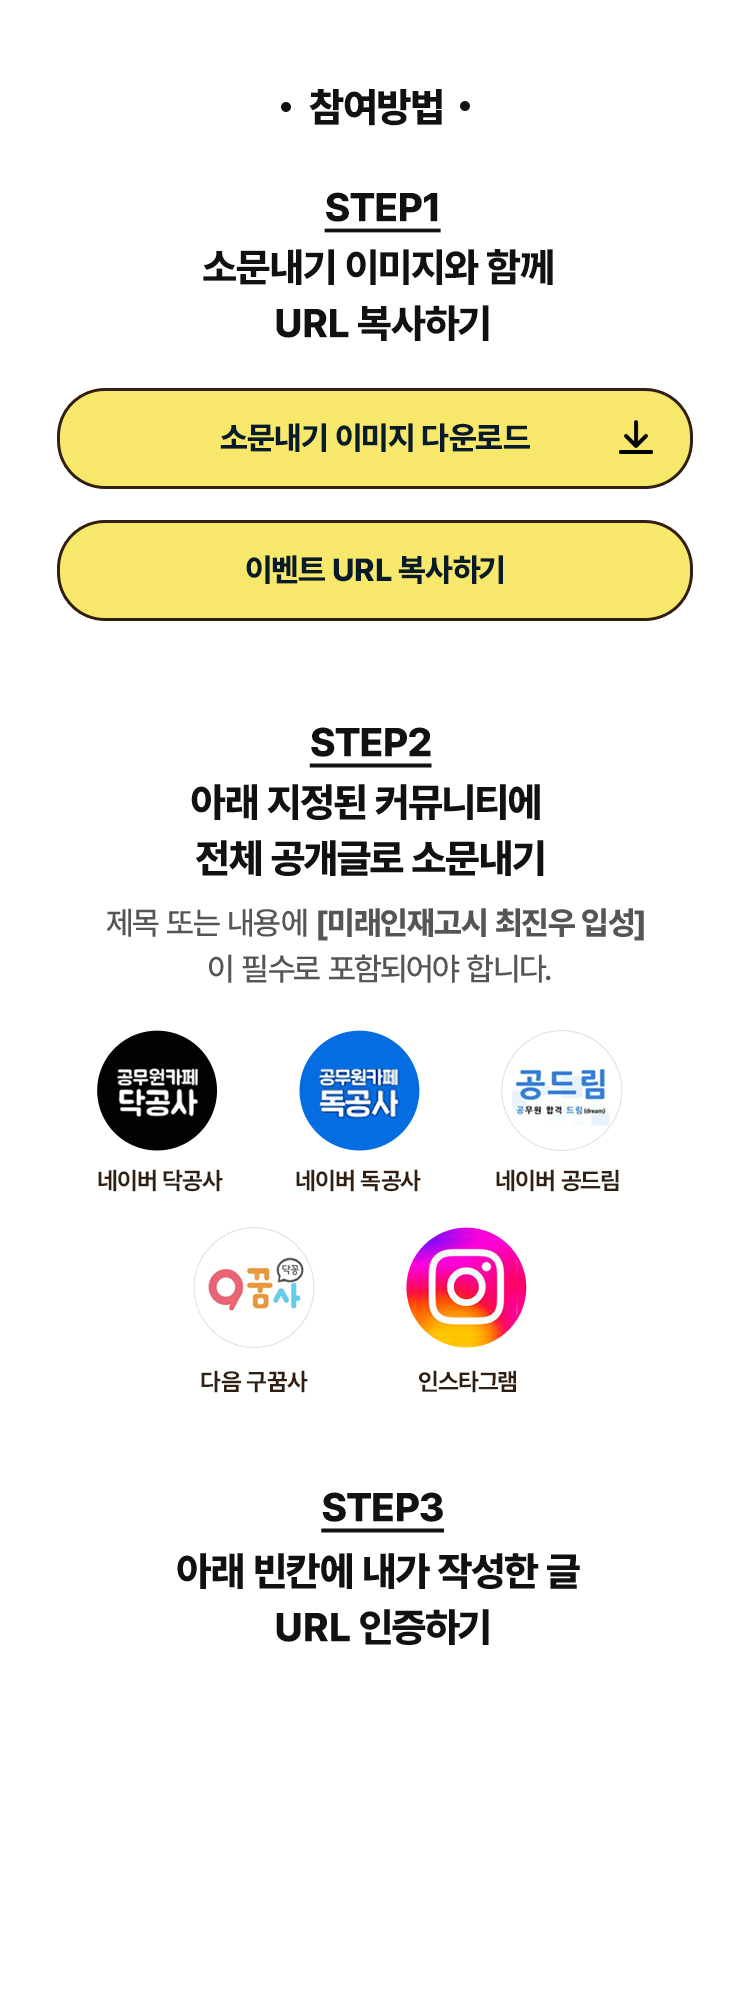 • 참여방법 •
STEP1
소문내기 이미지와 함께
URL 복사하기
소문내기 이미지 다운로드
이벤트 URL 복사하기
STEP2
아래 지정된 커뮤니티에
전체 공개글로 소문내기
제목 또는 내용에 [미래인재고시 최진우 입성]
이 필수로 포함되어야 합니다.
공무원카페
닥공사
공무원카페
독공사
공드림
공무원 합격 드림(dream)
네이버 닥공사
네이버 독공사
네이버 공드림
닥꿈
9꿈사
다음 구꿈사
인스타그램
STEP3
아래 빈칸에 내가 작성한 글
URL 인증하기